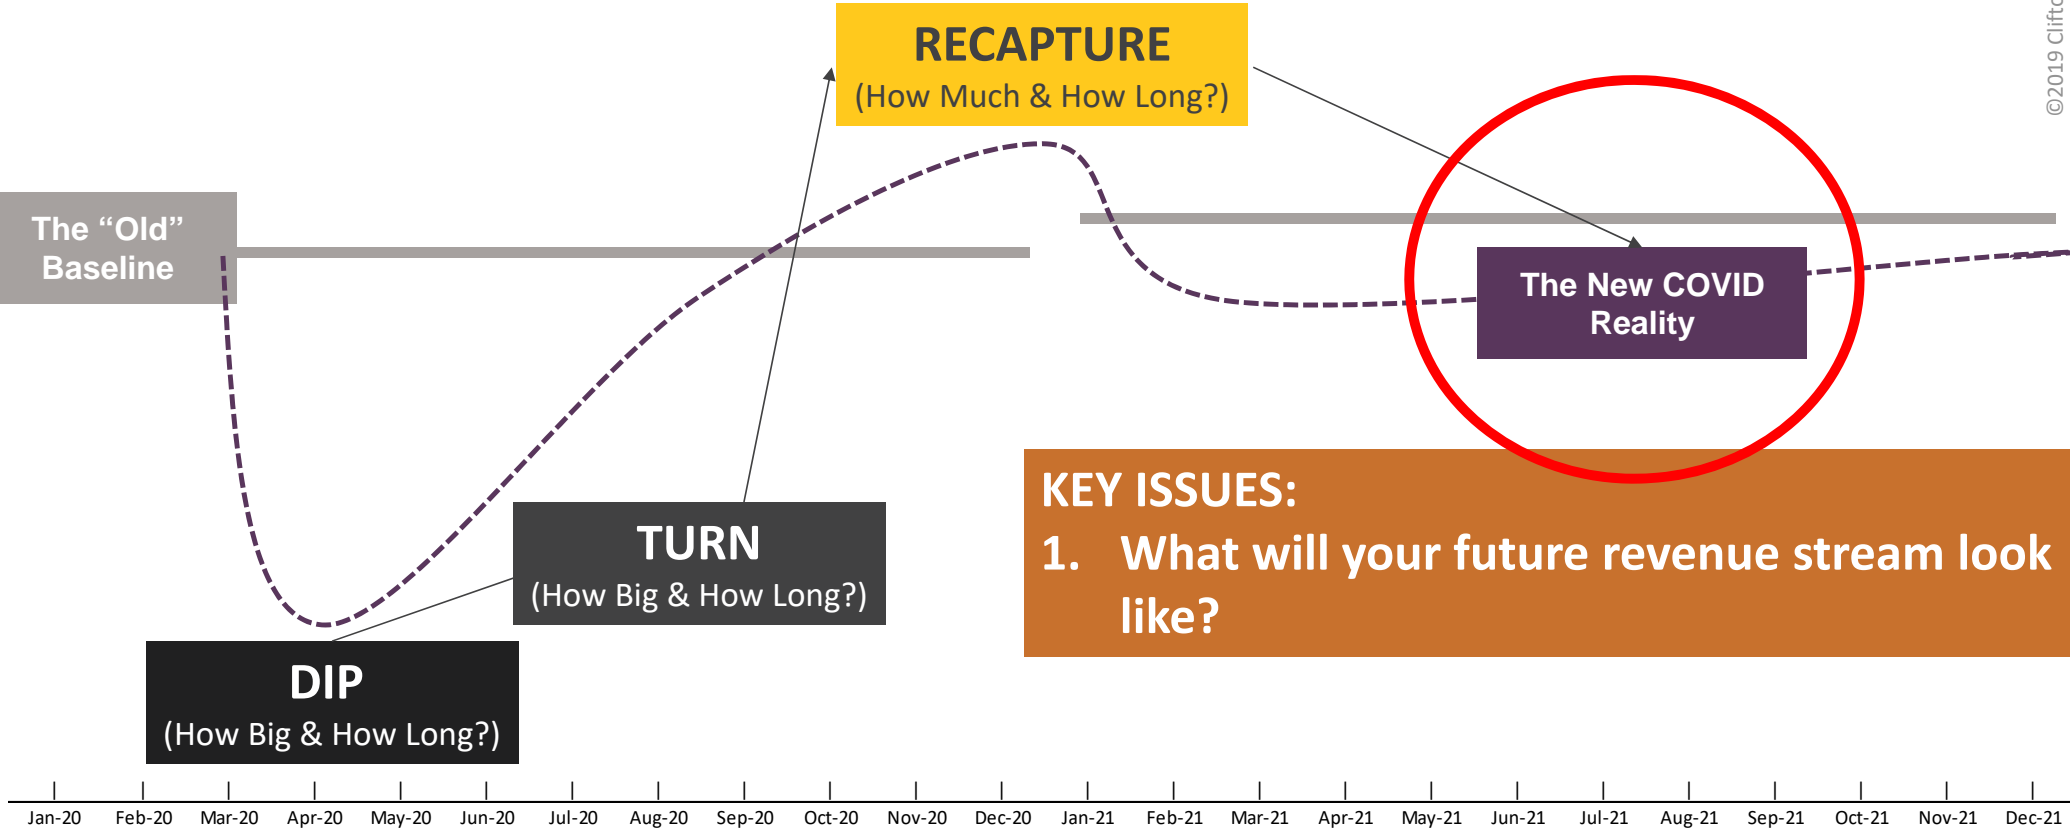 RECAPTURE
(How Much & How Long?)
©2019 Clifto
The “Old”
Baseline
The New COVID
Reality
KEY ISSUES:
1. What will your future revenue stream look
like?
TURN
(How Big & How Long?)
DIP
(How Big & How Long?)
Jan-20 Feb-20 Mar-20 Apr-20 May-20 Jun-20 Jul-20 Aug-20 Sep-20 Oct-20 Nov-20 Dec-20 Jan-21 Feb-21 Mar-21 Apr-21 May-21 Jun-21 Jul-21 Aug-21 Sep-21 Oct-21 Nov-21 Dec-21